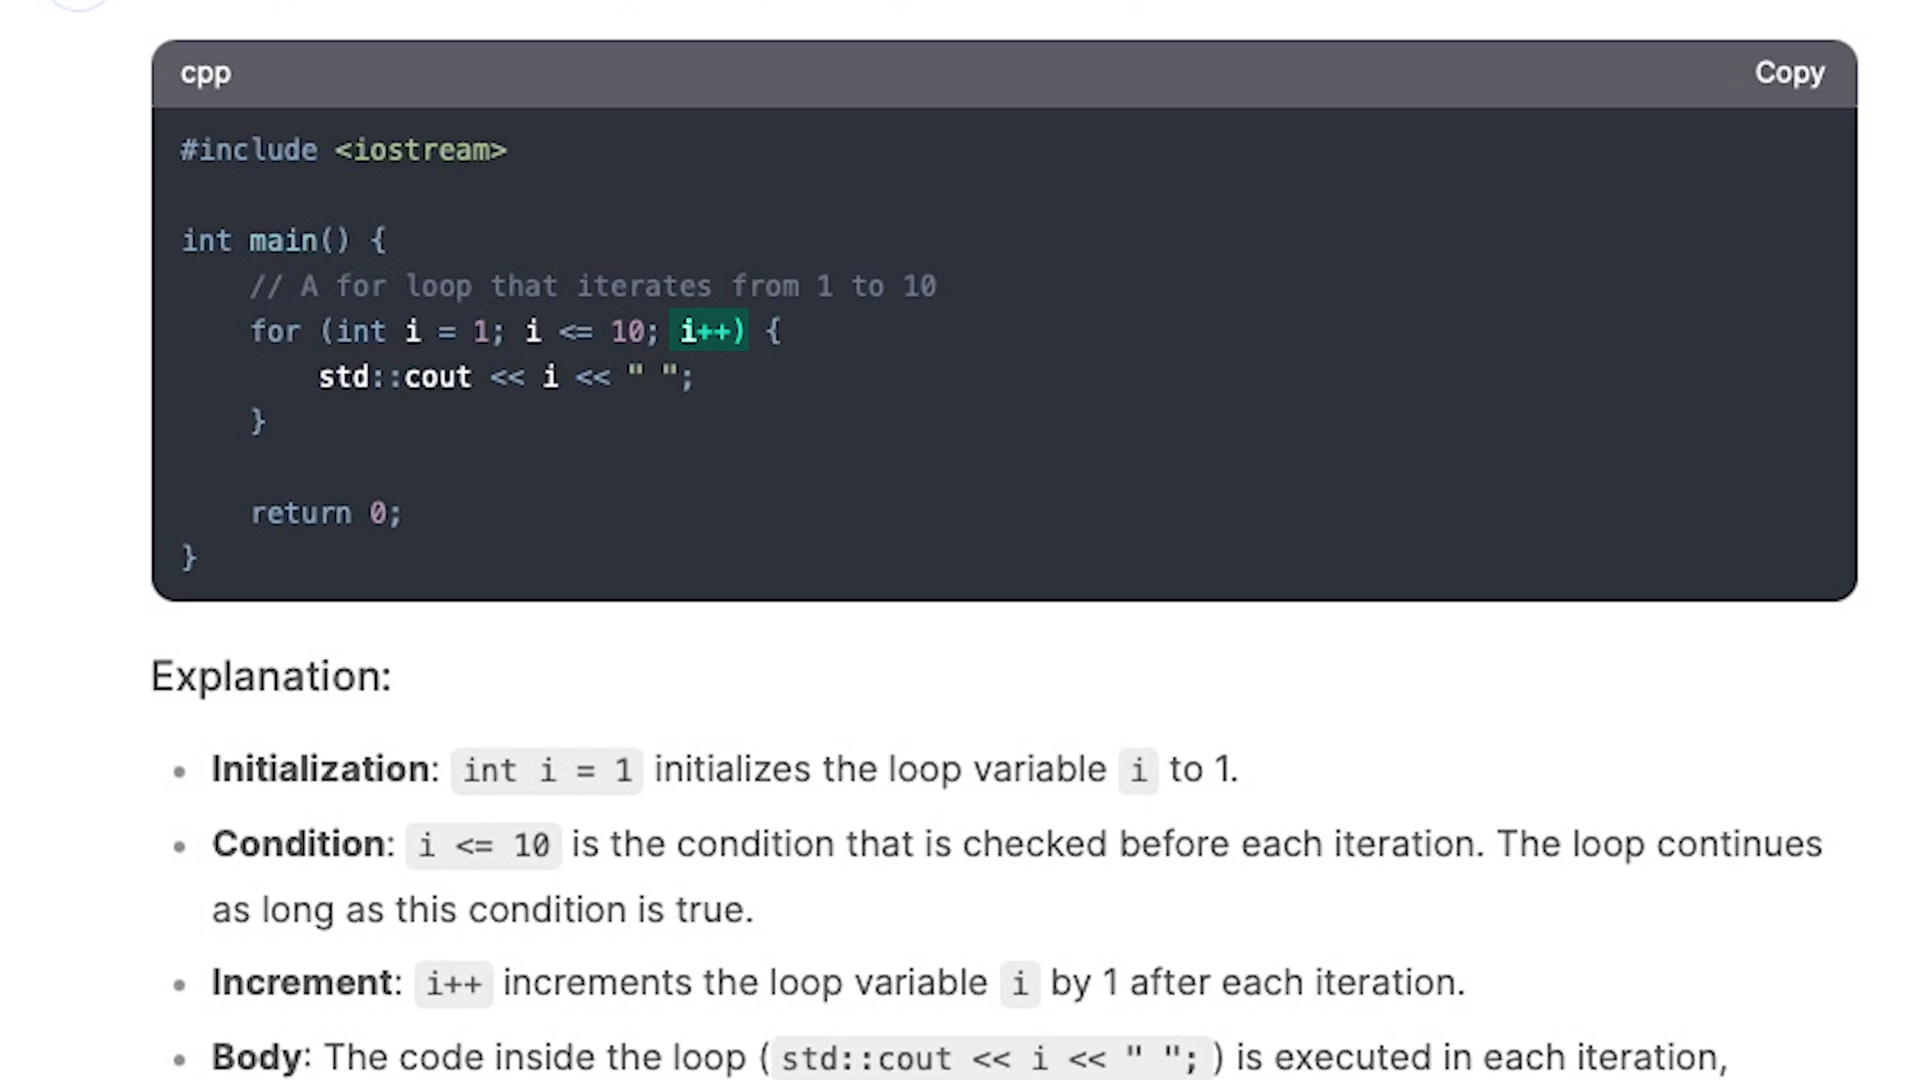 cpp
Copy
#include <iostream>
int main() {
    // A for loop that iterates from 1 to 10
    for (int i = 1; i <= 10; i++) {
        std::cout << i << " ";
    }
    return 0;
}
Explanation:
• Initialization: int i = 1 initializes the loop variable i to 1.
• Condition: i <= 10 is the condition that is checked before each iteration. The loop continues
as long as this condition is true.
• Increment: i++ increments the loop variable i by 1 after each iteration.
• Body: The code inside the loop ( std::cout << i << " "; ) is executed in each iteration,